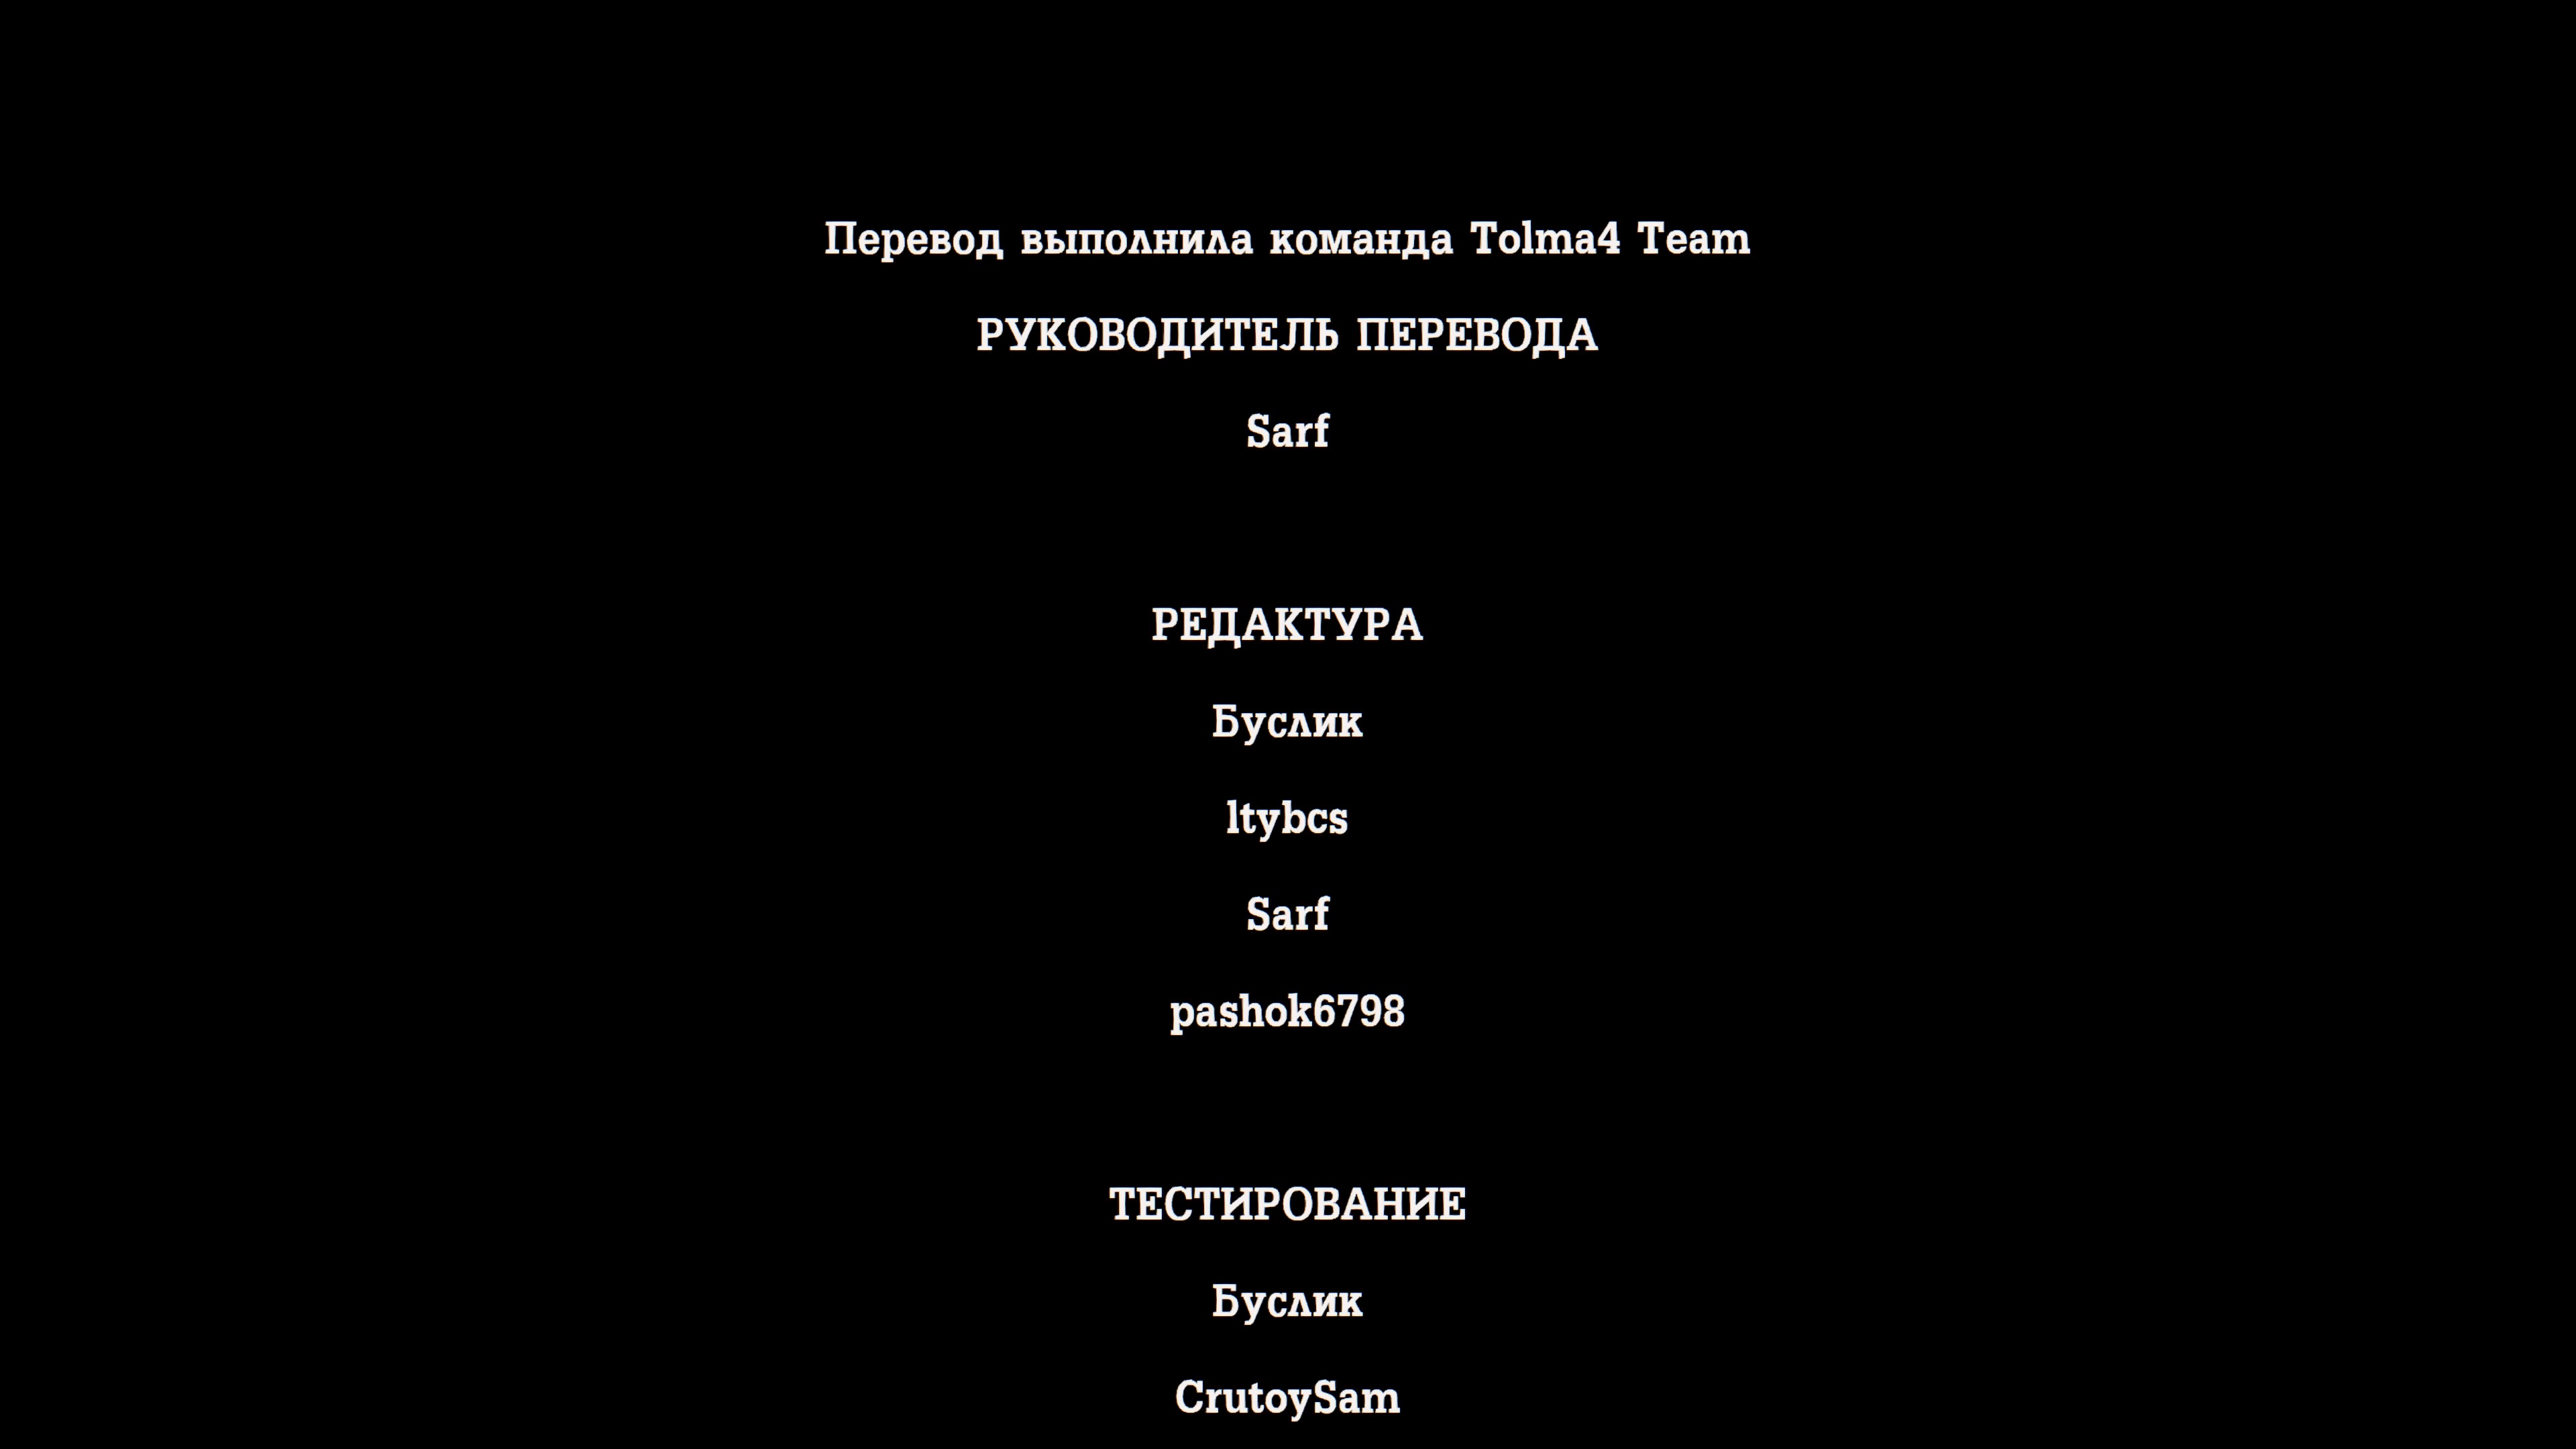 Перевод выполнила команда Tolma4 Team
РУКОВОДИТЕЛЬ ПЕРЕВОДА
Sarf
РЕДАКТУРА
Буслик
ltybcs
Sarf
pashok6798
ТЕСТИРОВАНИЕ
Буслик
CrutoySam